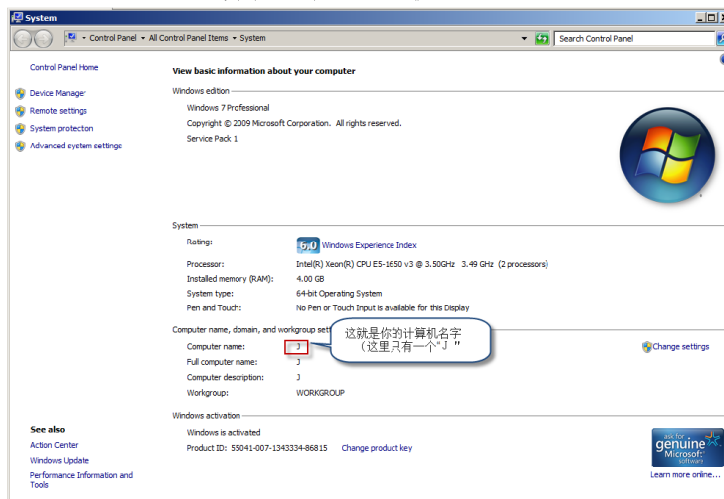 System
Control Panel
All Control Panel Items
System
Search Control Panel
Control Panel Home
Device Manager
Remote settings
System protecton
Advanced system settings
View basic information about your computer
Windows edition
Windows 7 Professional
Copyright © 2009 Microsoft Corporation.  All rights reserved.
Service Pack 1
System
Rating:
6.0 Windows Experience Index
Processor: Intel(R) Xeon(R) CPU E5-1650 v3 @ 3.50GHz 3.49 GHz (2 processors)
Installed memory (RAM): 4.00 GB
System type: 64-bit Operating System
Pen and Touch: No Pen or Touch Input is available for this Display
Computer name, domain, and workgroup set
这就是你的计算机名字
（这里只有一个“J ”
Computer name: J
Change settings
Full computer name: J
Computer description: J
Workgroup: WORKGROUP
Windows activation
Windows is activated
Product ID: 55041-007-1343334-86815 Change product key
See also
Action Center
Windows Update
Performance Information and
Tools
ask for
genuine
Microsoft
software
Learn more online...